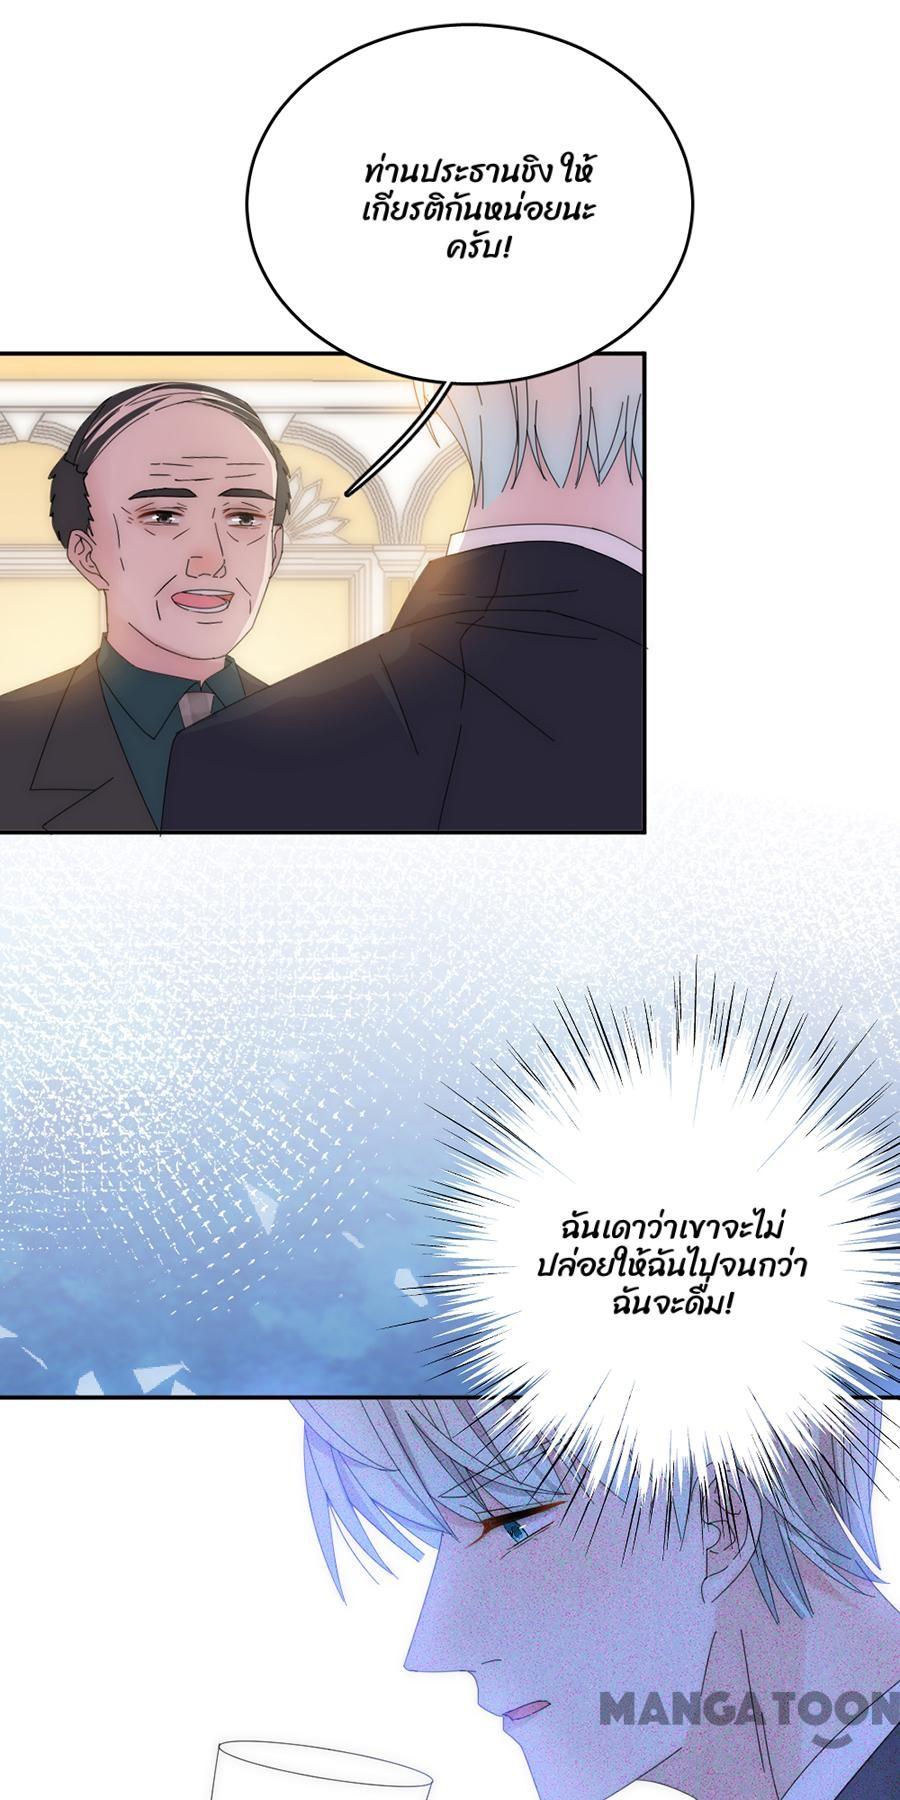 ท่านประธานชิง ให้
เกียรติกันหน่อยนะ
ครับ!
ฉันเดาว่าเขาจะไม่
ปล่อยให้ฉันไปจนกว่า
ฉันจะดื่ม!
MANGATOON